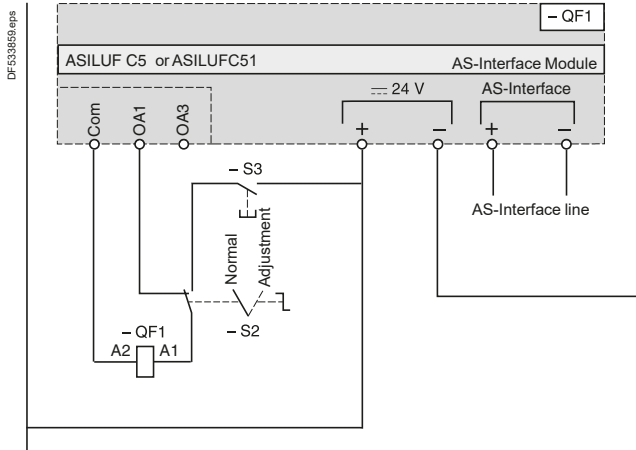 DF533859.eps
– QF1
ASILUF C5 or ASILUFC51
AS-Interface Module
Com
OA1
OA3
24 V
AS-Interface
+
–
+
–
– S3
AS-Interface line
Normal
Adjustment
– S2
– QF1
A2 A1